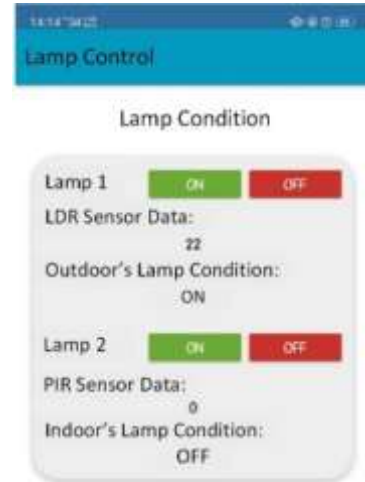 Lamp Control
Lamp Condition
Lamp 1 ON OFF
LDR Sensor Data:
22
Outdoor's Lamp Condition:
ON
Lamp 2 ON OFF
PIR Sensor Data:
0
Indoor's Lamp Condition:
OFF